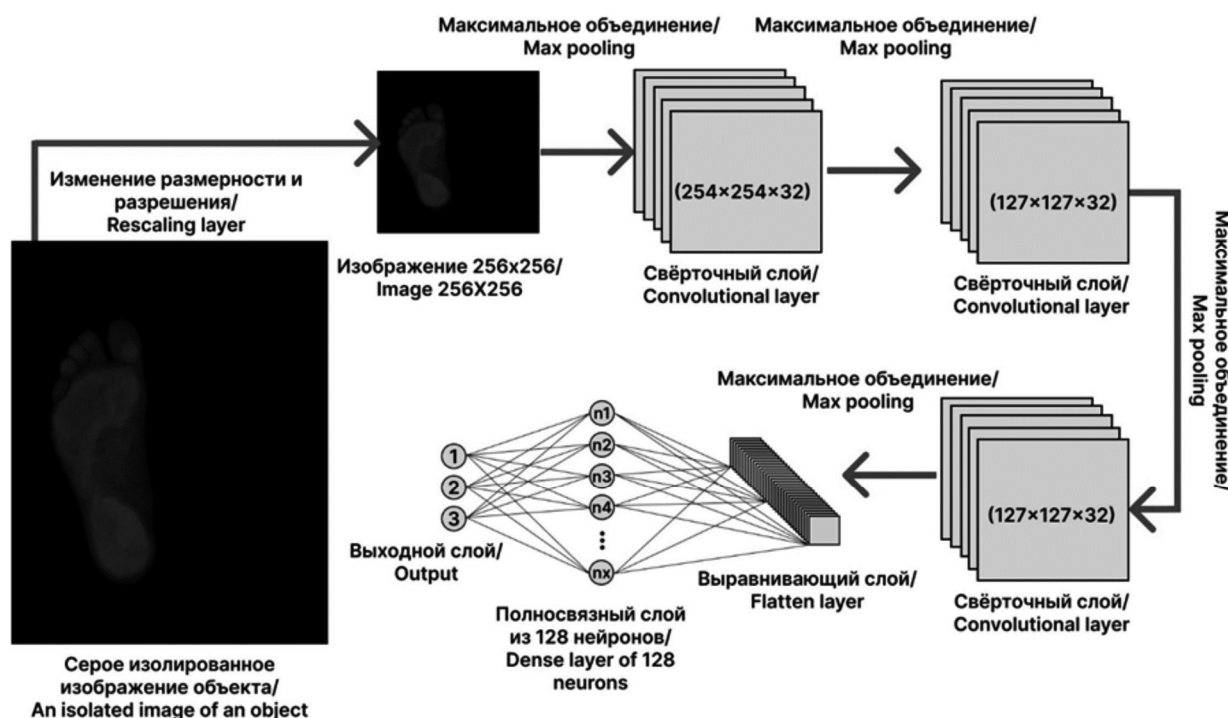 Максимальное объединение/
Max pooling
Максимальное объединение/
Max pooling
Изменение размерности и
разрешения/
Rescaling layer
(254×254×32)
(127×127×32)
Изображение 256x256/
Image 256X256
Свёрточный слой/
Convolutional layer
Свёрточный слой/
Convolutional layer
Максимальное объединение/
Max pooling
Максимальное объединение/
Max pooling
n1
n2
n3
n4
nx
1
2
3
(127×127×32)
Выходной слой/
Output
Выравнивающий слой/
Flatten layer
Свёрточный слой/
Convolutional layer
Полносвязный слой
из 128 нейронов/
Dense layer of 128
neurons
Серое изолированное
изображение объекта/
An isolated image of an object